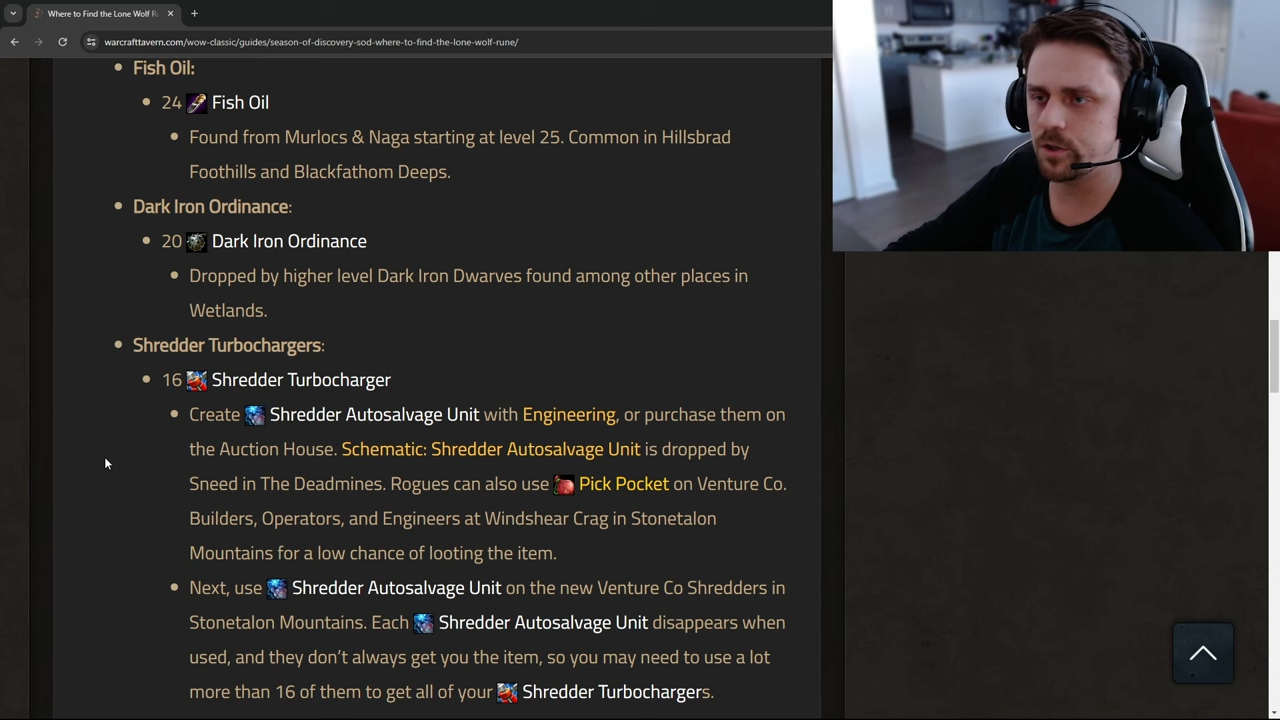 Where to Find the Lone Wolf R
warcrafttavern.com/wow-classic/guides/season-of-discovery-sod-where-to-find-the-lone-wolf-rune/
Fish Oil:
24 Fish Oil
Found from Murlocs & Naga starting at level 25. Common in Hillsbrad
Foothills and Blackfathom Deeps.
Dark Iron Ordinance:
20 Dark Iron Ordinance
Dropped by higher level Dark Iron Dwarves found among other places in
Wetlands.
Shredder Turbochargers:
16 Shredder Turbocharger
Create Shredder Autosalvage Unit with Engineering, or purchase them on
the Auction House. Schematic: Shredder Autosalvage Unit is dropped by
Sneed in The Deadmines. Rogues can also use Pick Pocket on Venture Co.
Builders, Operators, and Engineers at Windshear Crag in Stonetalon
Mountains for a low chance of looting the item.
Next, use Shredder Autosalvage Unit on the new Venture Co Shredders in
Stonetalon Mountains. Each Shredder Autosalvage Unit disappears when
used, and they don’t always get you the item, so you may need to use a lot
more than 16 of them to get all of your Shredder Turbochargers.